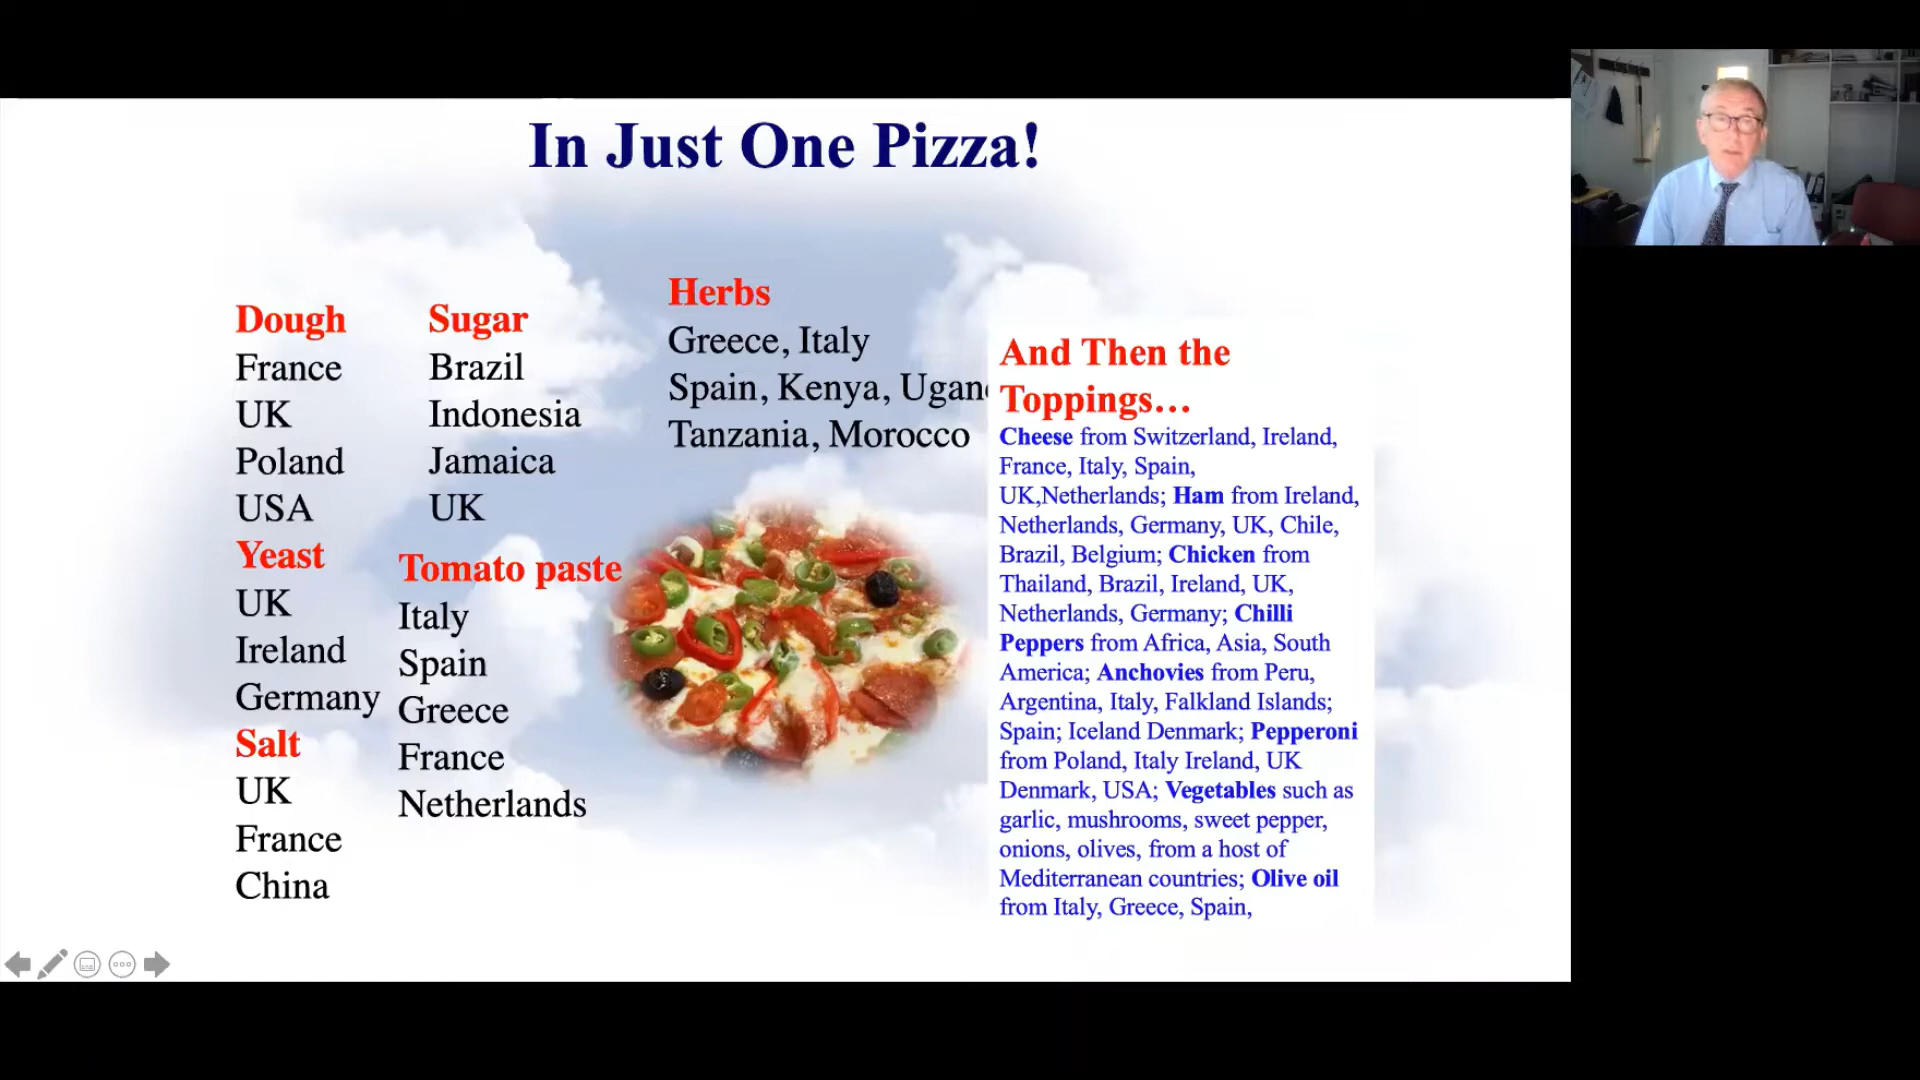 In Just One Pizza!
Dough
France
UK
Poland
USA
Yeast
UK
Ireland
Germany
Salt
UK
France
China
Sugar
Brazil
Indonesia
Jamaica
UK
Tomato paste
Italy
Spain
Greece
France
Netherlands
Herbs
Greece, Italy
Spain, Kenya,
Tanzania, Morocco
And Then the
Toppings…
Cheese from Switzerland, Ireland,
France, Italy, Spain,
UK,Netherlands; Ham from Ireland,
Netherlands, Germany, UK, Chile,
Brazil, Belgium; Chicken from
Thailand, Brazil, Ireland, UK,
Netherlands, Germany; Chilli
Peppers from Africa, Asia, South
America; Anchovies from Peru,
Argentina, Italy, Falkland Islands;
Spain; Iceland Denmark; Pepperoni
from Poland, Italy Ireland, UK
Denmark, USA; Vegetables such as
garlic, mushrooms, sweet pepper,
onions, olives, from a host of
Mediterranean countries; Olive oil
from Italy, Greece, Spain,